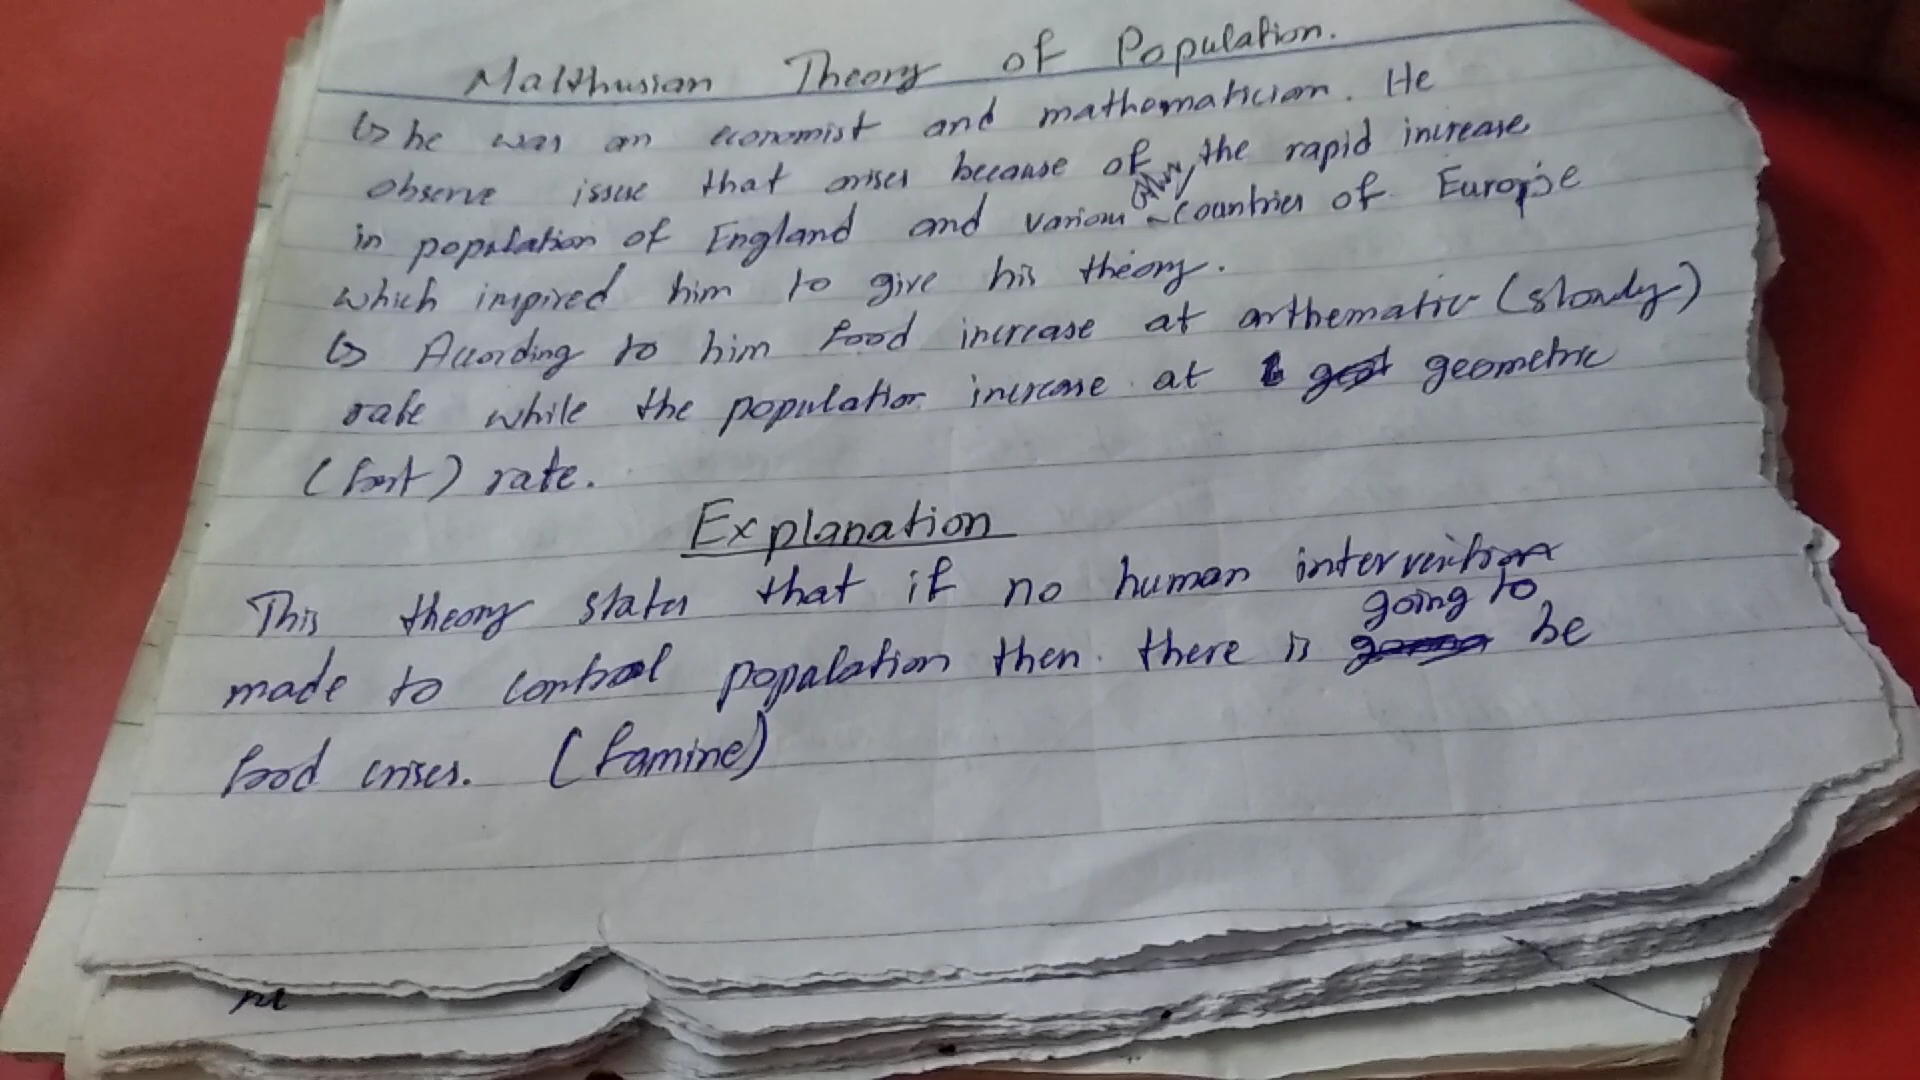 Malthusian Theory of Population.
↳ he was an economist and mathematician. He
observe issue that arises because of the rapid increase
in population of England and various other countries of Europe
which inspired him to give his theory.
↳ According to him food increase at arthematic (slowly)
rate while the population increase at geometric
(fast) rate.
Explanation
This theory states that if no human intervention
made to control population then there is going to be
food crises. (famine)